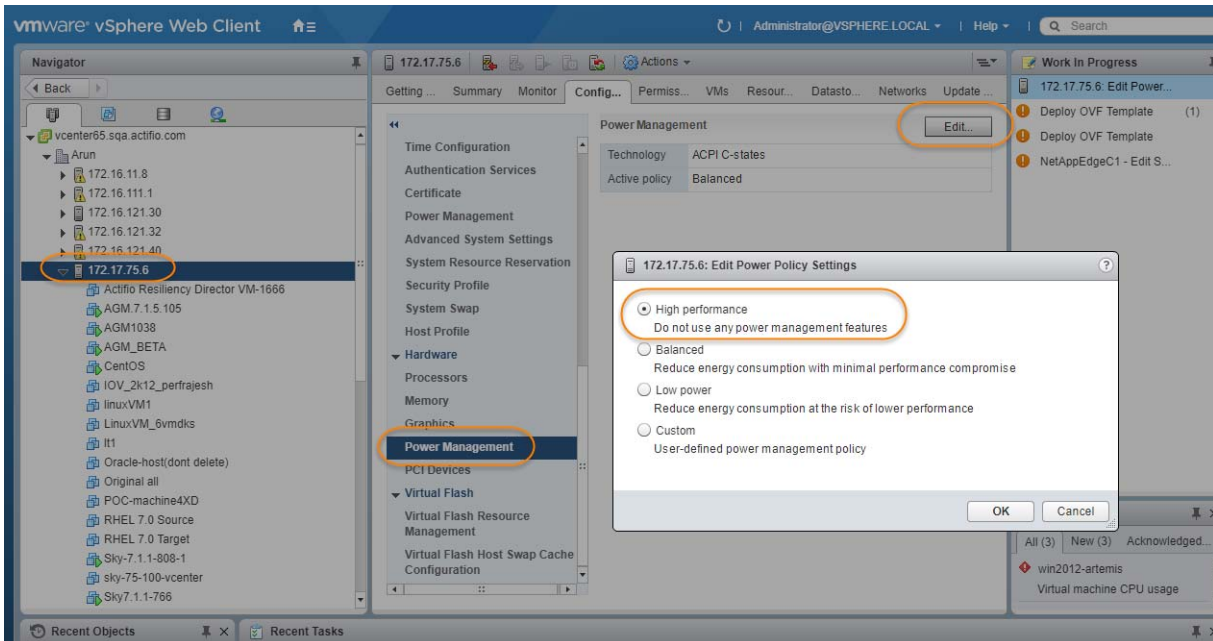 vmware® vSphere Web Client
Administrator@VSPHERE.LOCAL
Help
Search
Navigator
Back
vcenter65.sqa.actifio.com
Arun
172.16.11.8
172.16.111.1
172.16.121.30
172.16.121.32
172.16.121.40
172.17.75.6
Actifio Resiliency Director VM-1666
AGM.7.1.5.105
AGM1038
AGM_BETA
CentOS
IOV_2k12_perfrajesh
linuxVM1
LinuxVM_6vmdks
lt1
Oracle-host(dont delete)
Original all
POC-machine4XD
RHEL 7.0 Source
RHEL 7.0 Target
Sky-7.1.1-808-1
sky-75-100-vcenter
Sky7.1.1-766
172.17.75.6
Actions
Getting ... Summary Monitor Config... Permiss... VMs Resour... Datasto... Networks Update ...
Time Configuration
Authentication Services
Certificate
Power Management
Advanced System Settings
System Resource Reservation
Security Profile
System Swap
Host Profile
Hardware
Processors
Memory
Graphics
Power Management
PCI Devices
Virtual Flash
Virtual Flash Resource
Management
Virtual Flash Host Swap Cache
Configuration
Power Management
Edit...
Technology ACPI C-states
Active policy Balanced
172.17.75.6: Edit Power Policy Settings
High performance
Do not use any power management features
Balanced
Reduce energy consumption with minimal performance compromise
Low power
Reduce energy consumption at the risk of lower performance
Custom
User-defined power management policy
OK Cancel
Work In Progress
172.17.75.6: Edit Power...
Deploy OVF Template (1)
Deploy OVF Template
NetAppEdgeC1 - Edit S...
All (3) New (3) Acknowledged...
win2012-artemis
Virtual machine CPU usage
Recent Objects
Recent Tasks